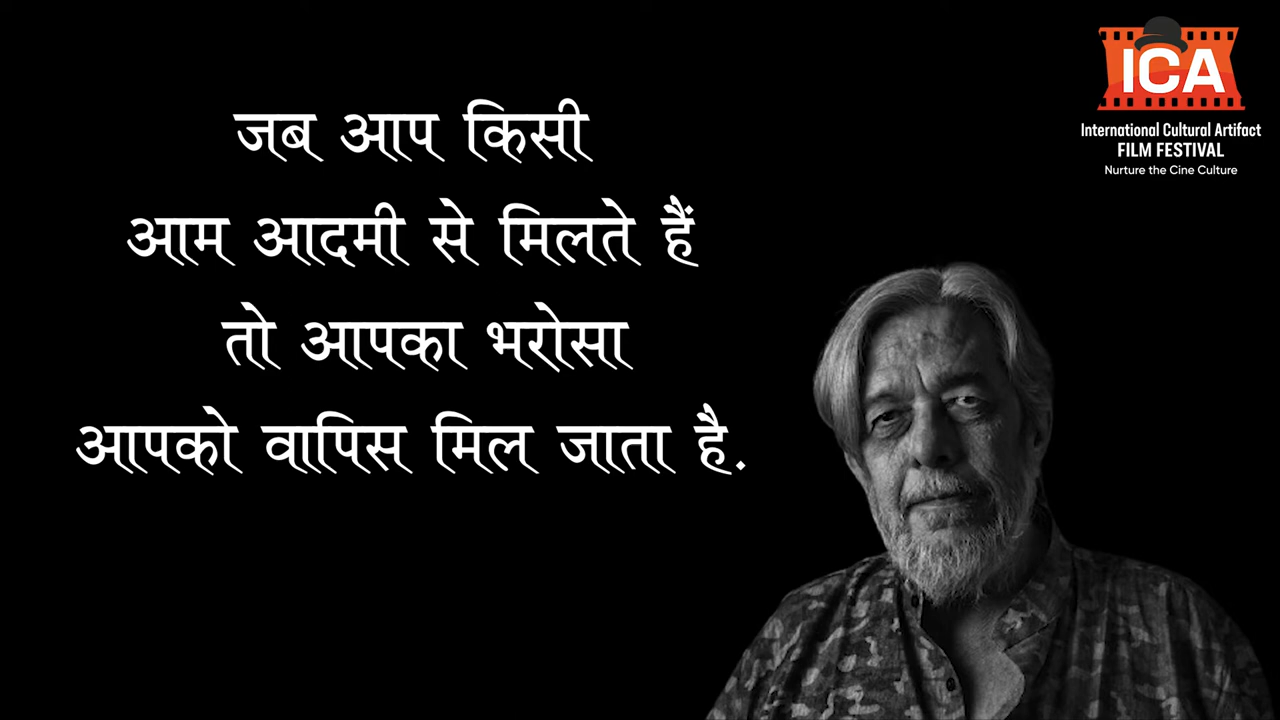 जब आप किसी
आम आदमी से मिलते हैं
तो आपका भरोसा
आपको वापिस मिल जाता है.
ICA
International Cultural Artifact
FILM FESTIVAL
Nurture the Cine Culture